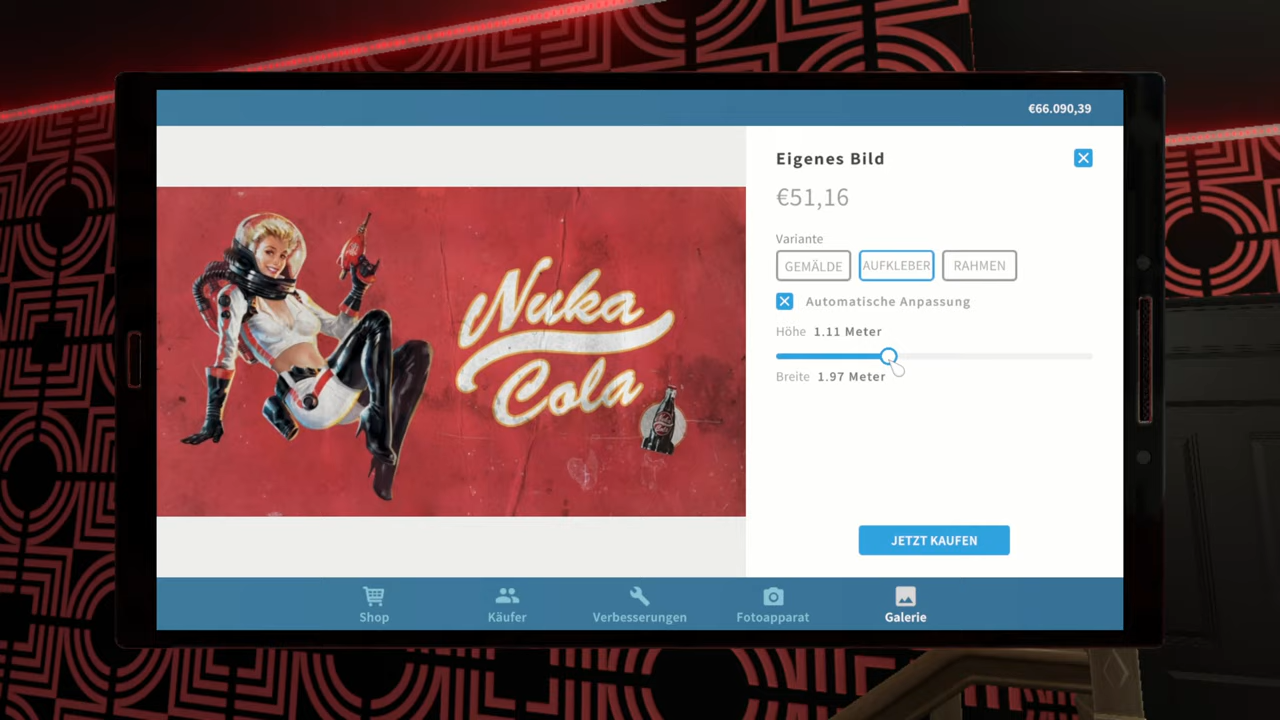 €66.090,39
Eigenes Bild
€51,16
Variante
GEMÄLDE AUFKLEBER RAHMEN
Automatische Anpassung
Höhe 1.11 Meter
Breite 1.97 Meter
Nuka
Cola
JETZT KAUFEN
Shop Käufer Verbesserungen Fotoapparat Galerie